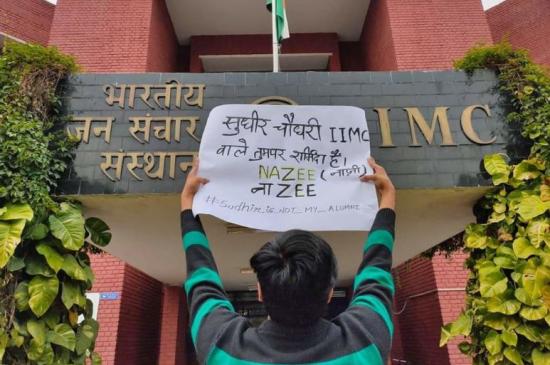 भारतीय
जन संचार
संस्थान
IIMC
सुधीर चौधरी IIMC
वाले तुमपर शर्मिंदा हैं।
NAZEE (नाज़ी)
नाZEE
#Sudhir_is_NOT_MY_ALUMNI